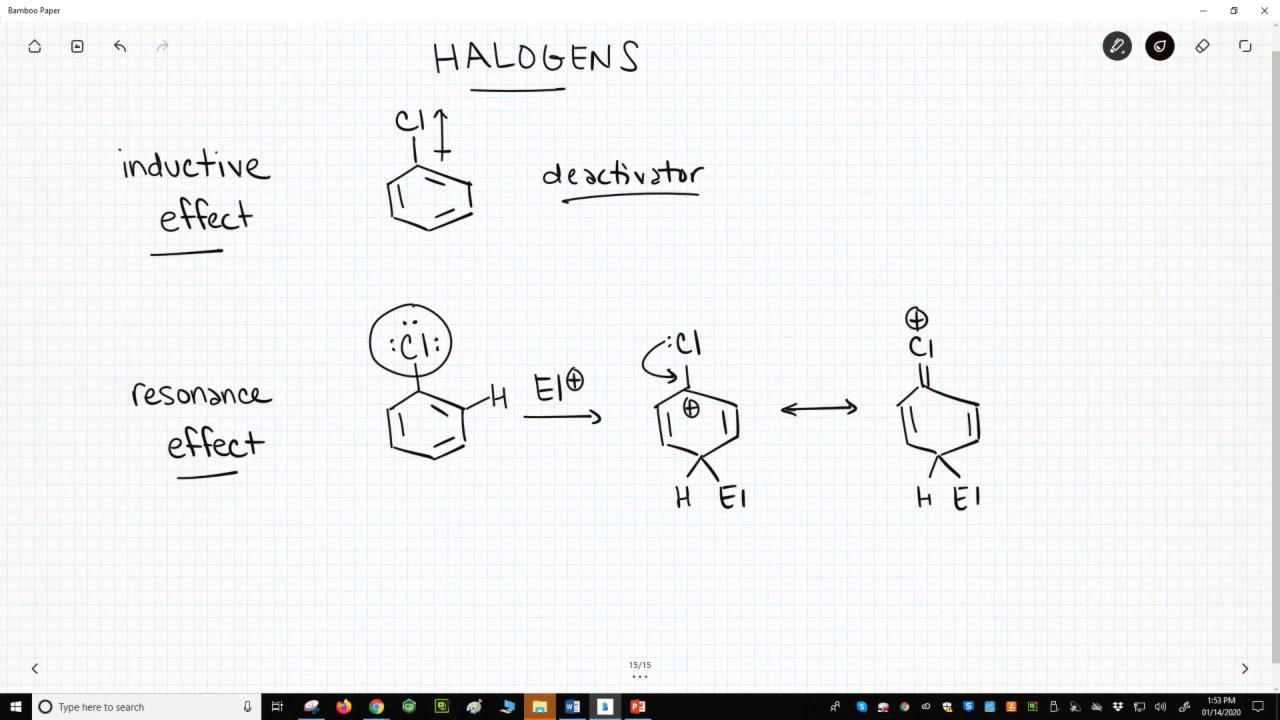 Bamboo Paper
HALOGENS
Cl
inductive
effect
deactivator
:Cl:
resonance
effect
H
El⊕
:Cl
⊕
H El
⊕
Cl
H El
15/15
Type here to search
1:53 PM
01/14/2020